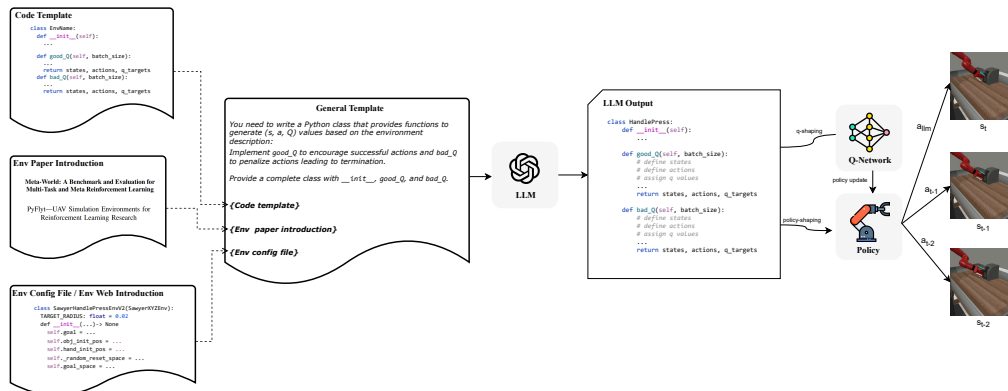 Code Template
class EnvName:
def __init__(self):
...
def good_Q(self, batch_size):
...
return states, actions, q_targets
def bad_Q(self, batch_size):
...
return states, actions, q_targets
Env Paper Introduction
Meta-World: A Benchmark and Evaluation for
Multi-Task and Meta Reinforcement Learning
PyFlyt—UAV Simulation Environments for
Reinforcement Learning Research
Env Config File / Env Web Introduction
class SawyerHandlePressEnvV2(SawyerXYZEnv):
TARGET_RADIUS: float = 0.02
def __init__(...)-> None
self.goal = ...
self.obj_init_pos = ...
self.hand_init_pos = ...
self._random_reset_space = ...
self.goal_space = ...
General Template
You need to write a Python class that provides functions to
generate (s, a, Q) values based on the environment
description:
Implement good_Q to encourage successful actions and bad_Q
to penalize actions leading to termination.
Provide a complete class with __init__, good_Q, and bad_Q.
{Code template}
{Env paper introduction}
{Env config file}
LLM
LLM Output
class HandlePress:
def __init__(self):
...
def good_Q(self, batch_size):
# define states
# define actions
# assign q values
...
return states, actions, q_targets
def bad_Q(self, batch_size):
# define states
# define actions
# assign q values
...
return states, actions, q_targets
q-shaping
policy-shaping
Q-Network
policy update
Policy
a_llm
a_t-1
a_t-2
s_t
s_t-1
s_t-2